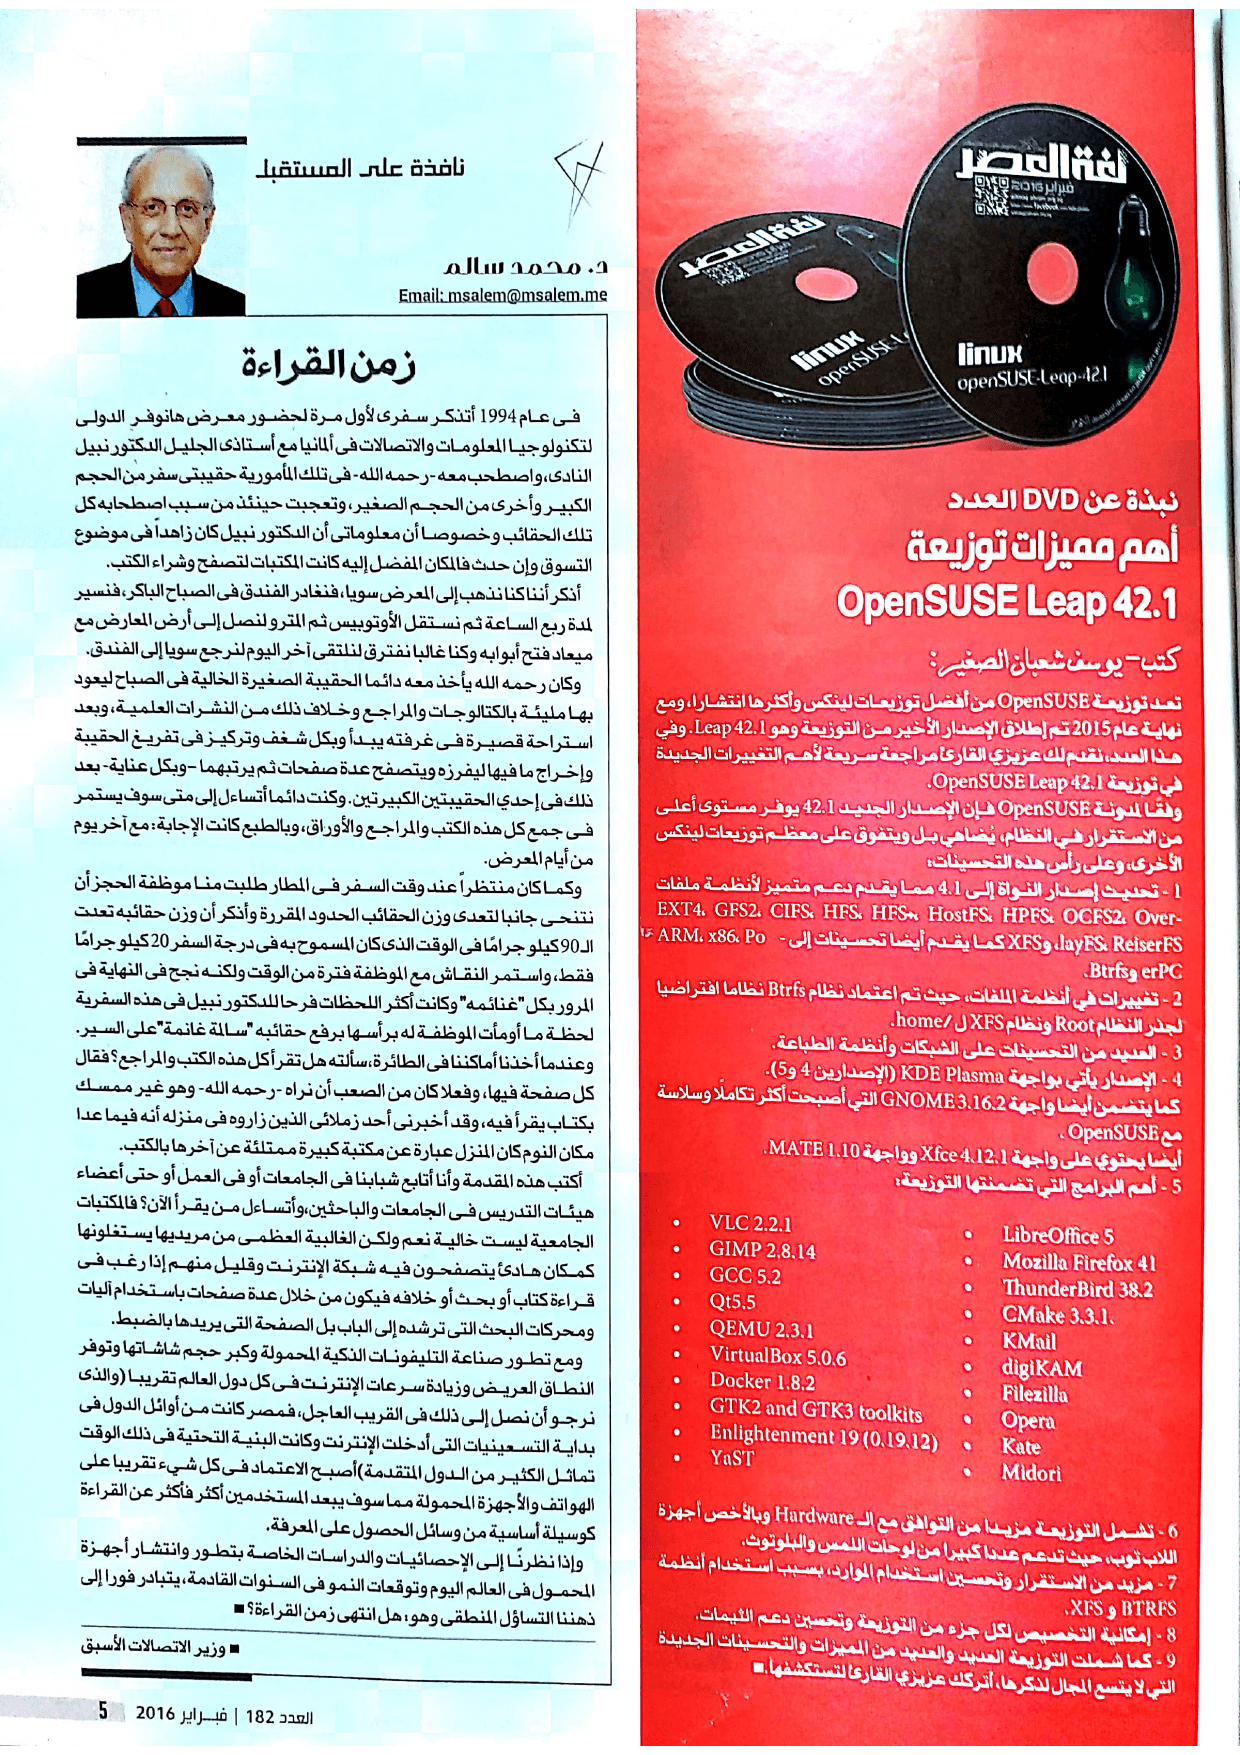 لغة العصر
فبراير 2016
linux
openSUSE-Leap-42.1
لغة العصر
linux
نبذة عن DVD العدد
أهم مميزات توزيعة
OpenSUSE Leap 42.1
كتب- يوسف شعبان الصغير:
تعد توزيعة OpenSUSE من أفضل توزيعات لينكس وأكثرها انتشارا، ومع
نهاية عام 2015 تم إطلاق الإصدار الأخير من التوزيعة وهو Leap 42.1. وفي
هذا العدد، نقدم لك عزيزي القارئ مراجعة سريعة لأهم التغييرات الجديدة
في توزيعة OpenSUSE Leap 42.1.
وفقًا لمدونة OpenSUSE فإن الإصدار الجديد 42.1 يوفر مستوى أعلى
من الاستقرار في النظام، يُضاهي بل ويتفوق على معظم توزيعات لينكس
الأخرى، وعلى رأس هذه التحسينات:
1 - تحديث إصدار النواة إلى 4.1 مما يقدم دعم متميز لأنظمة ملفات
EXT4، GFS2، CIFS، HFS، HFS+، HostFS، HPFS، OCFS2، Over-
layFS، ReiserFS، وXFS كما يقدم أيضا تحسينات إلى - ARM، x86، Po
erPC وBtrfs.
2 - تغييرات في أنظمة الملفات، حيث تم اعتماد نظام Btrfs نظاما افتراضيا
لجذر النظام Root ونظام XFS ل /home.
3 - العديد من التحسينات على الشبكات وأنظمة الطباعة.
4 - الإصدار يأتي بواجهة KDE Plasma (الإصدارين 4 و5).
كما يتضمن أيضا واجهة GNOME 3.16.2 التي أصبحت أكثر تكاملًا وسلاسة
مع OpenSUSE.
أيضا يحتوي على واجهة Xfce 4.12.1 وواجهة MATE 1.10.
5 - أهم البرامج التي تضمنتها التوزيعة:
• LibreOffice 5
• Mozilla Firefox 41
• ThunderBird 38.2
• CMake 3.3.1.
• KMail
• digiKAM
• Filezilla
• Opera
• Kate
• Midori
• VLC 2.2.1
• GIMP 2.8.14
• GCC 5.2
• Qt5.5
• QEMU 2.3.1
• VirtualBox 5.0.6
• Docker 1.8.2
• GTK2 and GTK3 toolkits
• Enlightenment 19 (0.19.12)
• YaST
6 - تشمل التوزيعة مزيدا من التوافق مع الـ Hardware وبالأخص أجهزة
اللاب توب، حيث تدعم عددا كبيرا من لوحات اللمس والبلوتوث.
7 - مزيد من الاستقرار وتحسين استخدام الموارد، بسبب استخدام أنظمة
BTRFS و XFS.
8 - إمكانية التخصيص لكل جزء من التوزيعة وتحسين دعم الثيمات.
9 - كما شملت التوزيعة العديد والعديد من المميزات والتحسينات الجديدة
التي لا يتسع المجال لذكرها، أتركك عزيزي القارئ لتستكشفها.■
نافذة على المستقبل
د. محمد سالم
Email: msalem@msalem.me
زمن القراءة
فى عام 1994 أتذكر سفرى لأول مرة لحضور معرض هانوفر الدولى
لتكنولوجيا المعلومات والاتصالات فى ألمانيا مع أستاذى الجليل الدكتور نبيل
النادى، واصطحب معه -رحمه الله- فى تلك المأمورية حقيبتى سفر من الحجم
الكبير وأخرى من الحجم الصغير، وتعجبت حينئذ من سبب اصطحابه كل
تلك الحقائب وخصوصا أن معلوماتى أن الدكتور نبيل كان زاهداً فى موضوع
التسوق وإن حدث فالمكان المفضل إليه كانت المكتبات لتصفح وشراء الكتب.
أذكر أننا كنا نذهب إلى المعرض سويا، فنغادر الفندق فى الصباح الباكر، فنسير
لمدة ربع الساعة ثم نستقل الأوتوبيس ثم المترو لنصل إلى أرض المعارض مع
ميعاد فتح أبوابه وكنا غالبا نفترق لنلتقى آخر اليوم لنرجع سويا إلى الفندق.
وكان رحمه الله يأخذ معه دائما الحقيبة الصغيرة الخالية فى الصباح ليعود
بها مليئة بالكتالوجات والمراجع وخلاف ذلك من النشرات العلمية، وبعد
استراحة قصيرة فى غرفته يبدأ وبكل شغف وتركيز فى تفريغ الحقيبة
وإخراج ما فيها ليفرزه ويتصفح عدة صفحات ثم يرتبهما -وبكل عناية- بعد
ذلك فى إحدي الحقيبتين الكبيرتين. وكنت دائما أتساءل إلى متى سوف يستمر
فى جمع كل هذه الكتب والمراجع والأوراق، وبالطبع كانت الإجابة: مع آخر يوم
من أيام المعرض.
وكما كان منتظراً عند وقت السفر فى المطار طلبت منا موظفة الحجز أن
نتنحى جانبا لتعدى وزن الحقائب الحدود المقررة وأذكر أن وزن حقائبه تعدت
الـ90 كيلو جرامًا فى الوقت الذى كان المسموح به فى درجة السفر 20 كيلو جرامًا
فقط، واستمر النقاش مع الموظفة فترة من الوقت ولكنه نجح فى النهاية فى
المرور بكل "غنائمه" وكانت أكثر اللحظات فرحا للدكتور نبيل فى هذه السفرية
لحظة ما أومأت الموظفة له برأسها برفع حقائبه "سالمة غانمة" على السير.
وعندما أخذنا أماكننا فى الطائرة، سألته هل تقرأ كل هذه الكتب والمراجع؟ فقال
كل صفحة فيها، وفعلا كان من الصعب أن نراه -رحمه الله- وهو غير ممسك
بكتاب يقرأ فيه، وقد أخبرنى أحد زملائى الذين زاروه فى منزله أنه فيما عدا
مكان النوم كان المنزل عبارة عن مكتبة كبيرة ممتلئة عن آخرها بالكتب.
أكتب هذه المقدمة وأنا أتابع شبابنا فى الجامعات أو فى العمل أو حتى أعضاء
هيئات التدريس فى الجامعات والباحثين، وأتساءل من يقرأ الآن؟ فالمكتبات
الجامعية ليست خالية نعم ولكن الغالبية العظمى من مريديها يستغلونها
كمكان هادئ يتصفحون فيه شبكة الإنترنت وقليل منهم إذا رغب فى
قراءة كتاب أو بحث أو خلافه فيكون من خلال عدة صفحات باستخدام آليات
ومحركات البحث التى ترشده إلى الباب بل الصفحة التى يريدها بالضبط.
ومع تطور صناعة التليفونات الذكية المحمولة وكبر حجم شاشاتها وتوفر
النطاق العريض وزيادة سرعات الإنترنت فى كل دول العالم تقريبا (والذى
نرجو أن نصل إلى ذلك فى القريب العاجل، فمصر كانت من أوائل الدول فى
بداية التسعينيات التى أدخلت الإنترنت وكانت البنية التحتية فى ذلك الوقت
تماثل الكثير من الدول المتقدمة) أصبح الاعتماد فى كل شيء تقريبا على
الهواتف والأجهزة المحمولة مما سوف يبعد المستخدمين أكثر فأكثر عن القراءة
كوسيلة أساسية من وسائل الحصول على المعرفة.
وإذا نظرنا إلى الإحصائيات والدراسات الخاصة بتطور وانتشار أجهزة
المحمول فى العالم اليوم وتوقعات النمو فى السنوات القادمة، يتبادر فورا إلى
ذهننا التساؤل المنطقى وهو: هل انتهى زمن القراءة؟ ■
■ وزير الاتصالات الأسبق
العدد 182 | فبراير 2016 5